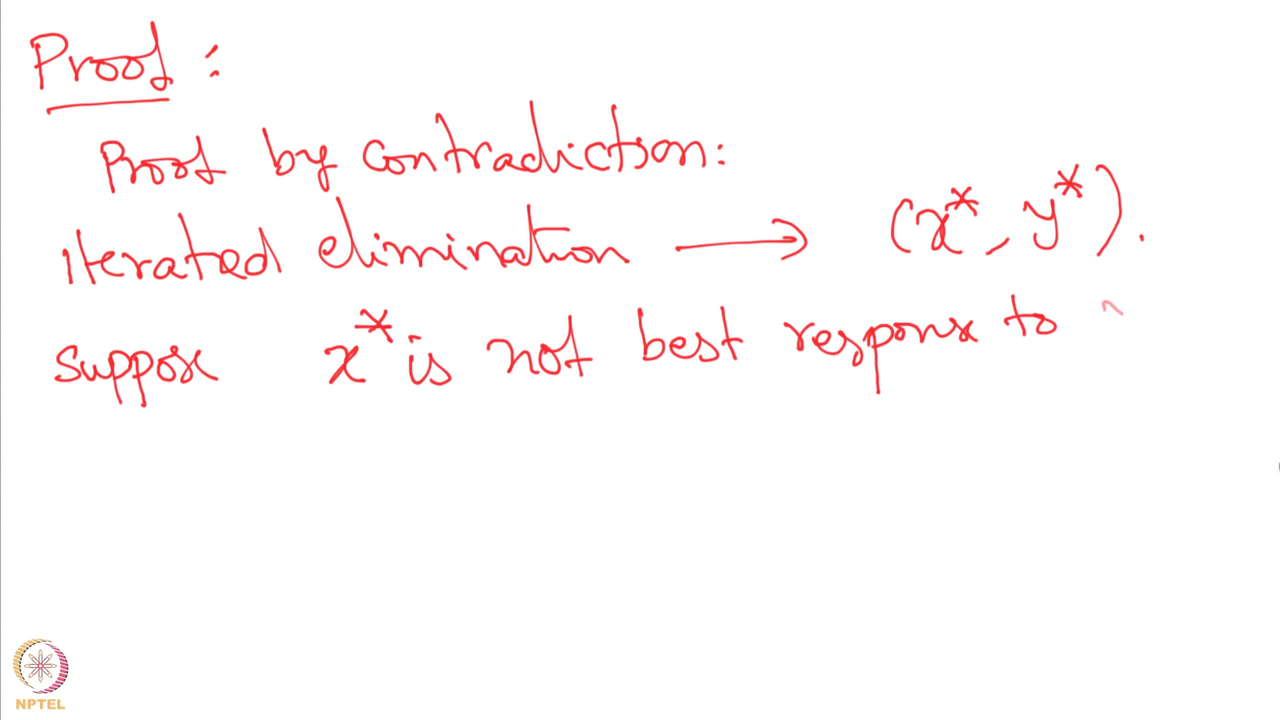 Proof :
Proof by contradiction:
iterated elimination ⟶ (x*, y*).
suppose x* is not best response to
NPTEL